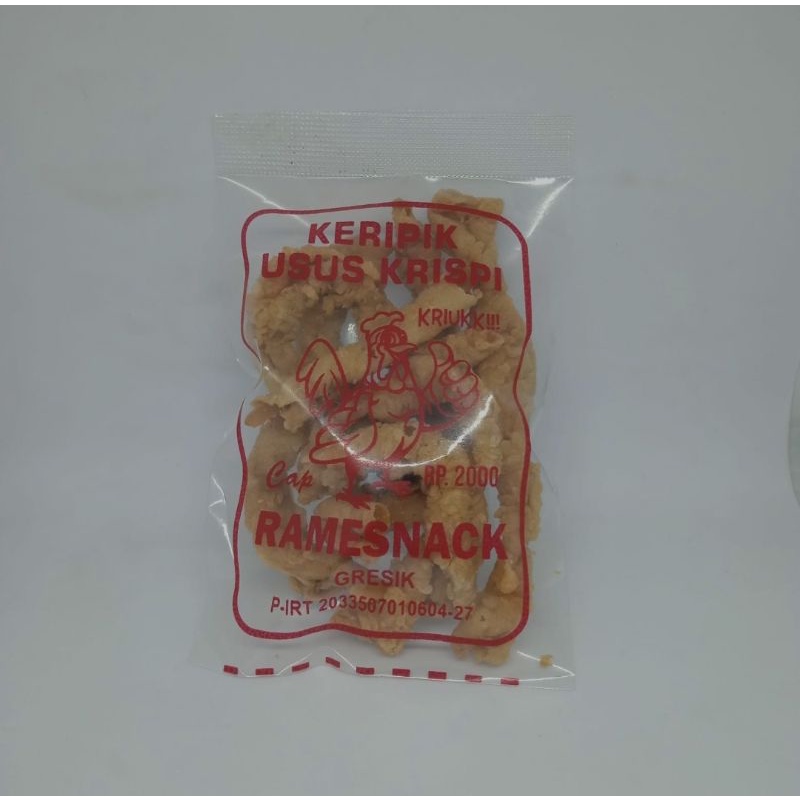 KERIPIK
USUS KRISPI
KRIUKK!!!
Cap
RP. 2000
RAMESNACK
GRESIK
P-IRT 2033507010604-27